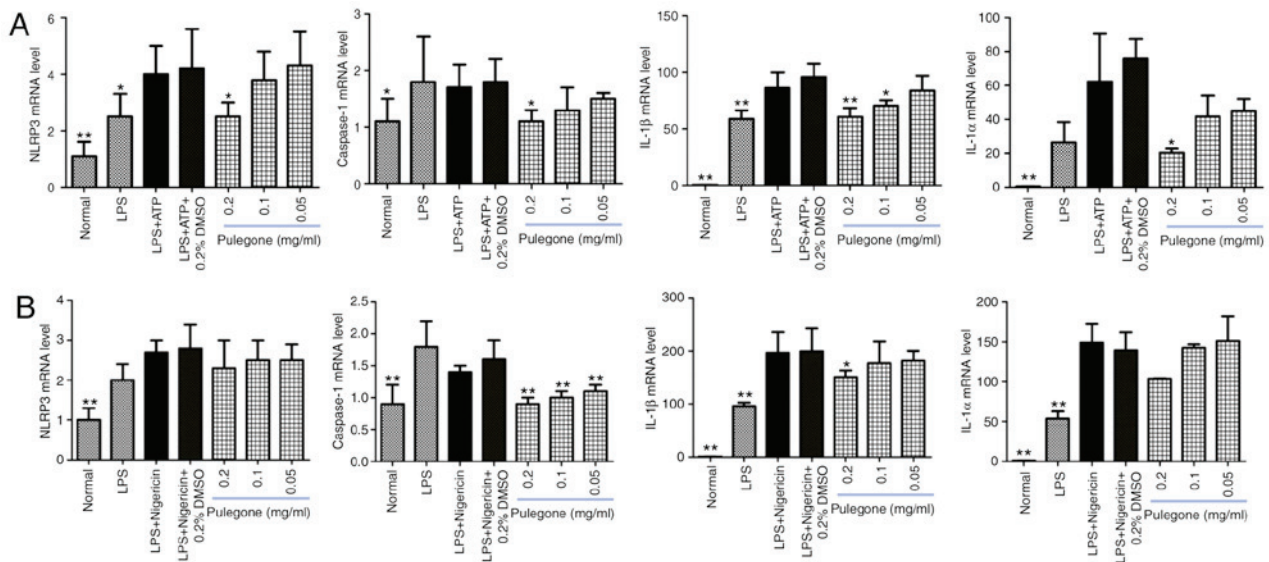 A
NLRP3 mRNA level
6
4
2
0
**
*
*
Normal
LPS
LPS+ATP
LPS+ATP+
0.2% DMSO
0.2
0.1
0.05
Pulegone (mg/ml)
Caspase-1 mRNA level
3
2
1
0
*
*
Normal
LPS
LPS+ATP
LPS+ATP+
0.2% DMSO
0.2
0.1
0.05
Pulegone (mg/ml)
IL-1β mRNA level
150
100
50
0
**
**
**
*
Normal
LPS
LPS+ATP
LPS+ATP+
0.2% DMSO
0.2
0.1
0.05
Pulegone (mg/ml)
IL-1α mRNA level
100
80
60
40
20
0
**
*
Normal
LPS
LPS+ATP
LPS+ATP+
0.2% DMSO
0.2
0.1
0.05
Pulegone (mg/ml)
B
NLRP3 mRNA level
4
3
2
1
0
**
Normal
LPS
LPS+Nigericin
LPS+Nigericin+
0.2% DMSO
0.2
0.1
0.05
Pulegone (mg/ml)
Caspase-1 mRNA level
2.5
2.0
1.5
1.0
0.5
0.0
**
**
**
**
Normal
LPS
LPS+Nigericin
LPS+Nigericin+
0.2% DMSO
0.2
0.1
0.05
Pulegone (mg/ml)
IL-1β mRNA level
300
200
100
0
**
**
*
Normal
LPS
LPS+Nigericin
LPS+Nigericin+
0.2% DMSO
0.2
0.1
0.05
Pulegone (mg/ml)
IL-1α mRNA level
200
150
100
50
0
**
**
Normal
LPS
LPS+Nigericin
LPS+Nigericin+
0.2% DMSO
0.2
0.1
0.05
Pulegone (mg/ml)